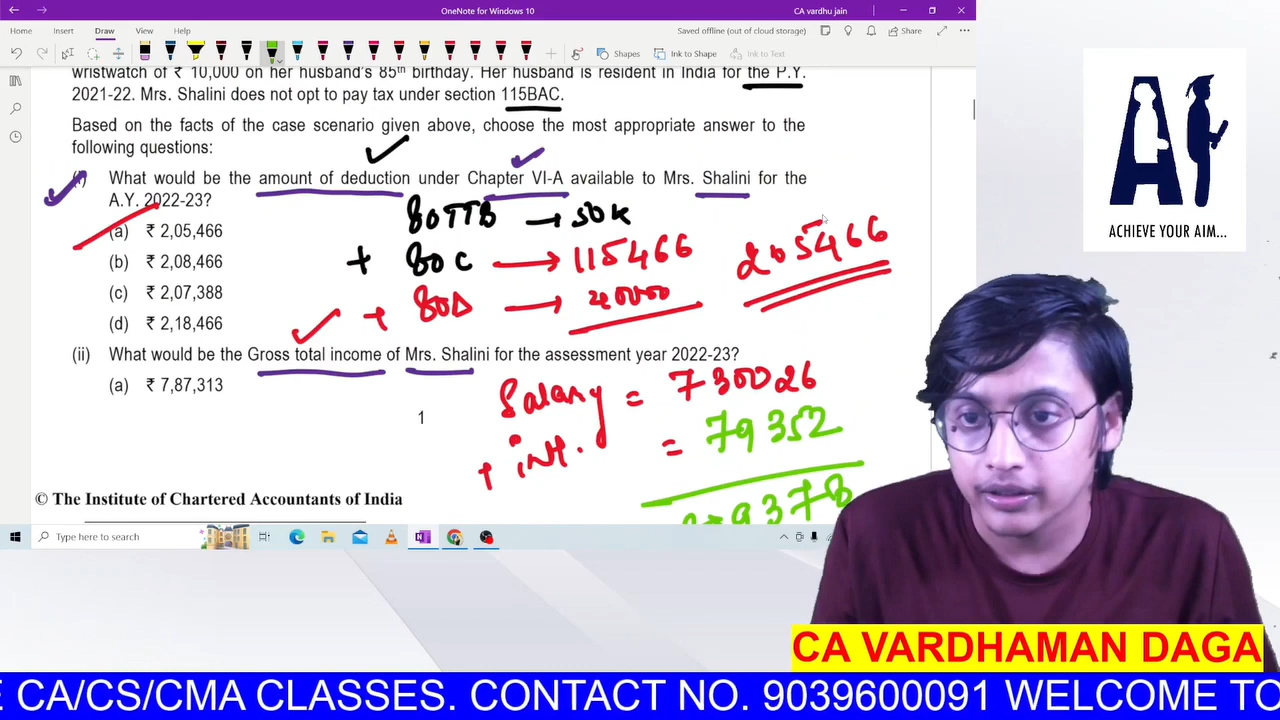 OneNote for Windows 10
CA vardhu jain
Home Insert Draw View Help
Saved offline (out of cloud storage)
Share
Shapes Ink to Shape Ink to Text
wristwatch of ₹ 10,000 on her husband's 85th birthday. Her husband is resident in India for the P.Y.
2021-22. Mrs. Shalini does not opt to pay tax under section 115BAC.
Based on the facts of the case scenario given above, choose the most appropriate answer to the
following questions:
(i) What would be the amount of deduction under Chapter VI-A available to Mrs. Shalini for the
A.Y. 2022-23?
80TTB → 50K
(a) ₹ 2,05,466
+ 80C → 115466
205466
(b) ₹ 2,08,466
(c) ₹ 2,07,388
+ 80D → 40000
(d) ₹ 2,18,466
(ii) What would be the Gross total income of Mrs. Shalini for the assessment year 2022-23?
(a) ₹ 7,87,313
Salary = 730026
+ int. = 79352
809378
1
© The Institute of Chartered Accountants of India
Type here to search
AI
ACHIEVE YOUR AIM...
CA VARDHAMAN DAGA
CA/CS/CMA CLASSES. CONTACT NO. 9039600091 WELCOME TO